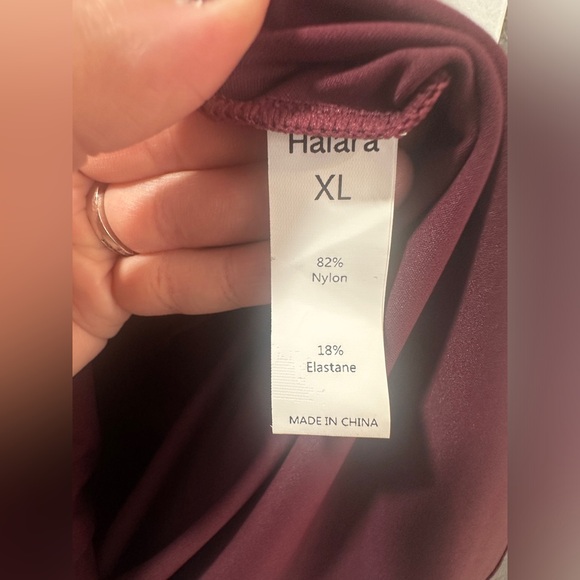 Halara
XL
82%
Nylon
18%
Elastane
MADE IN CHINA